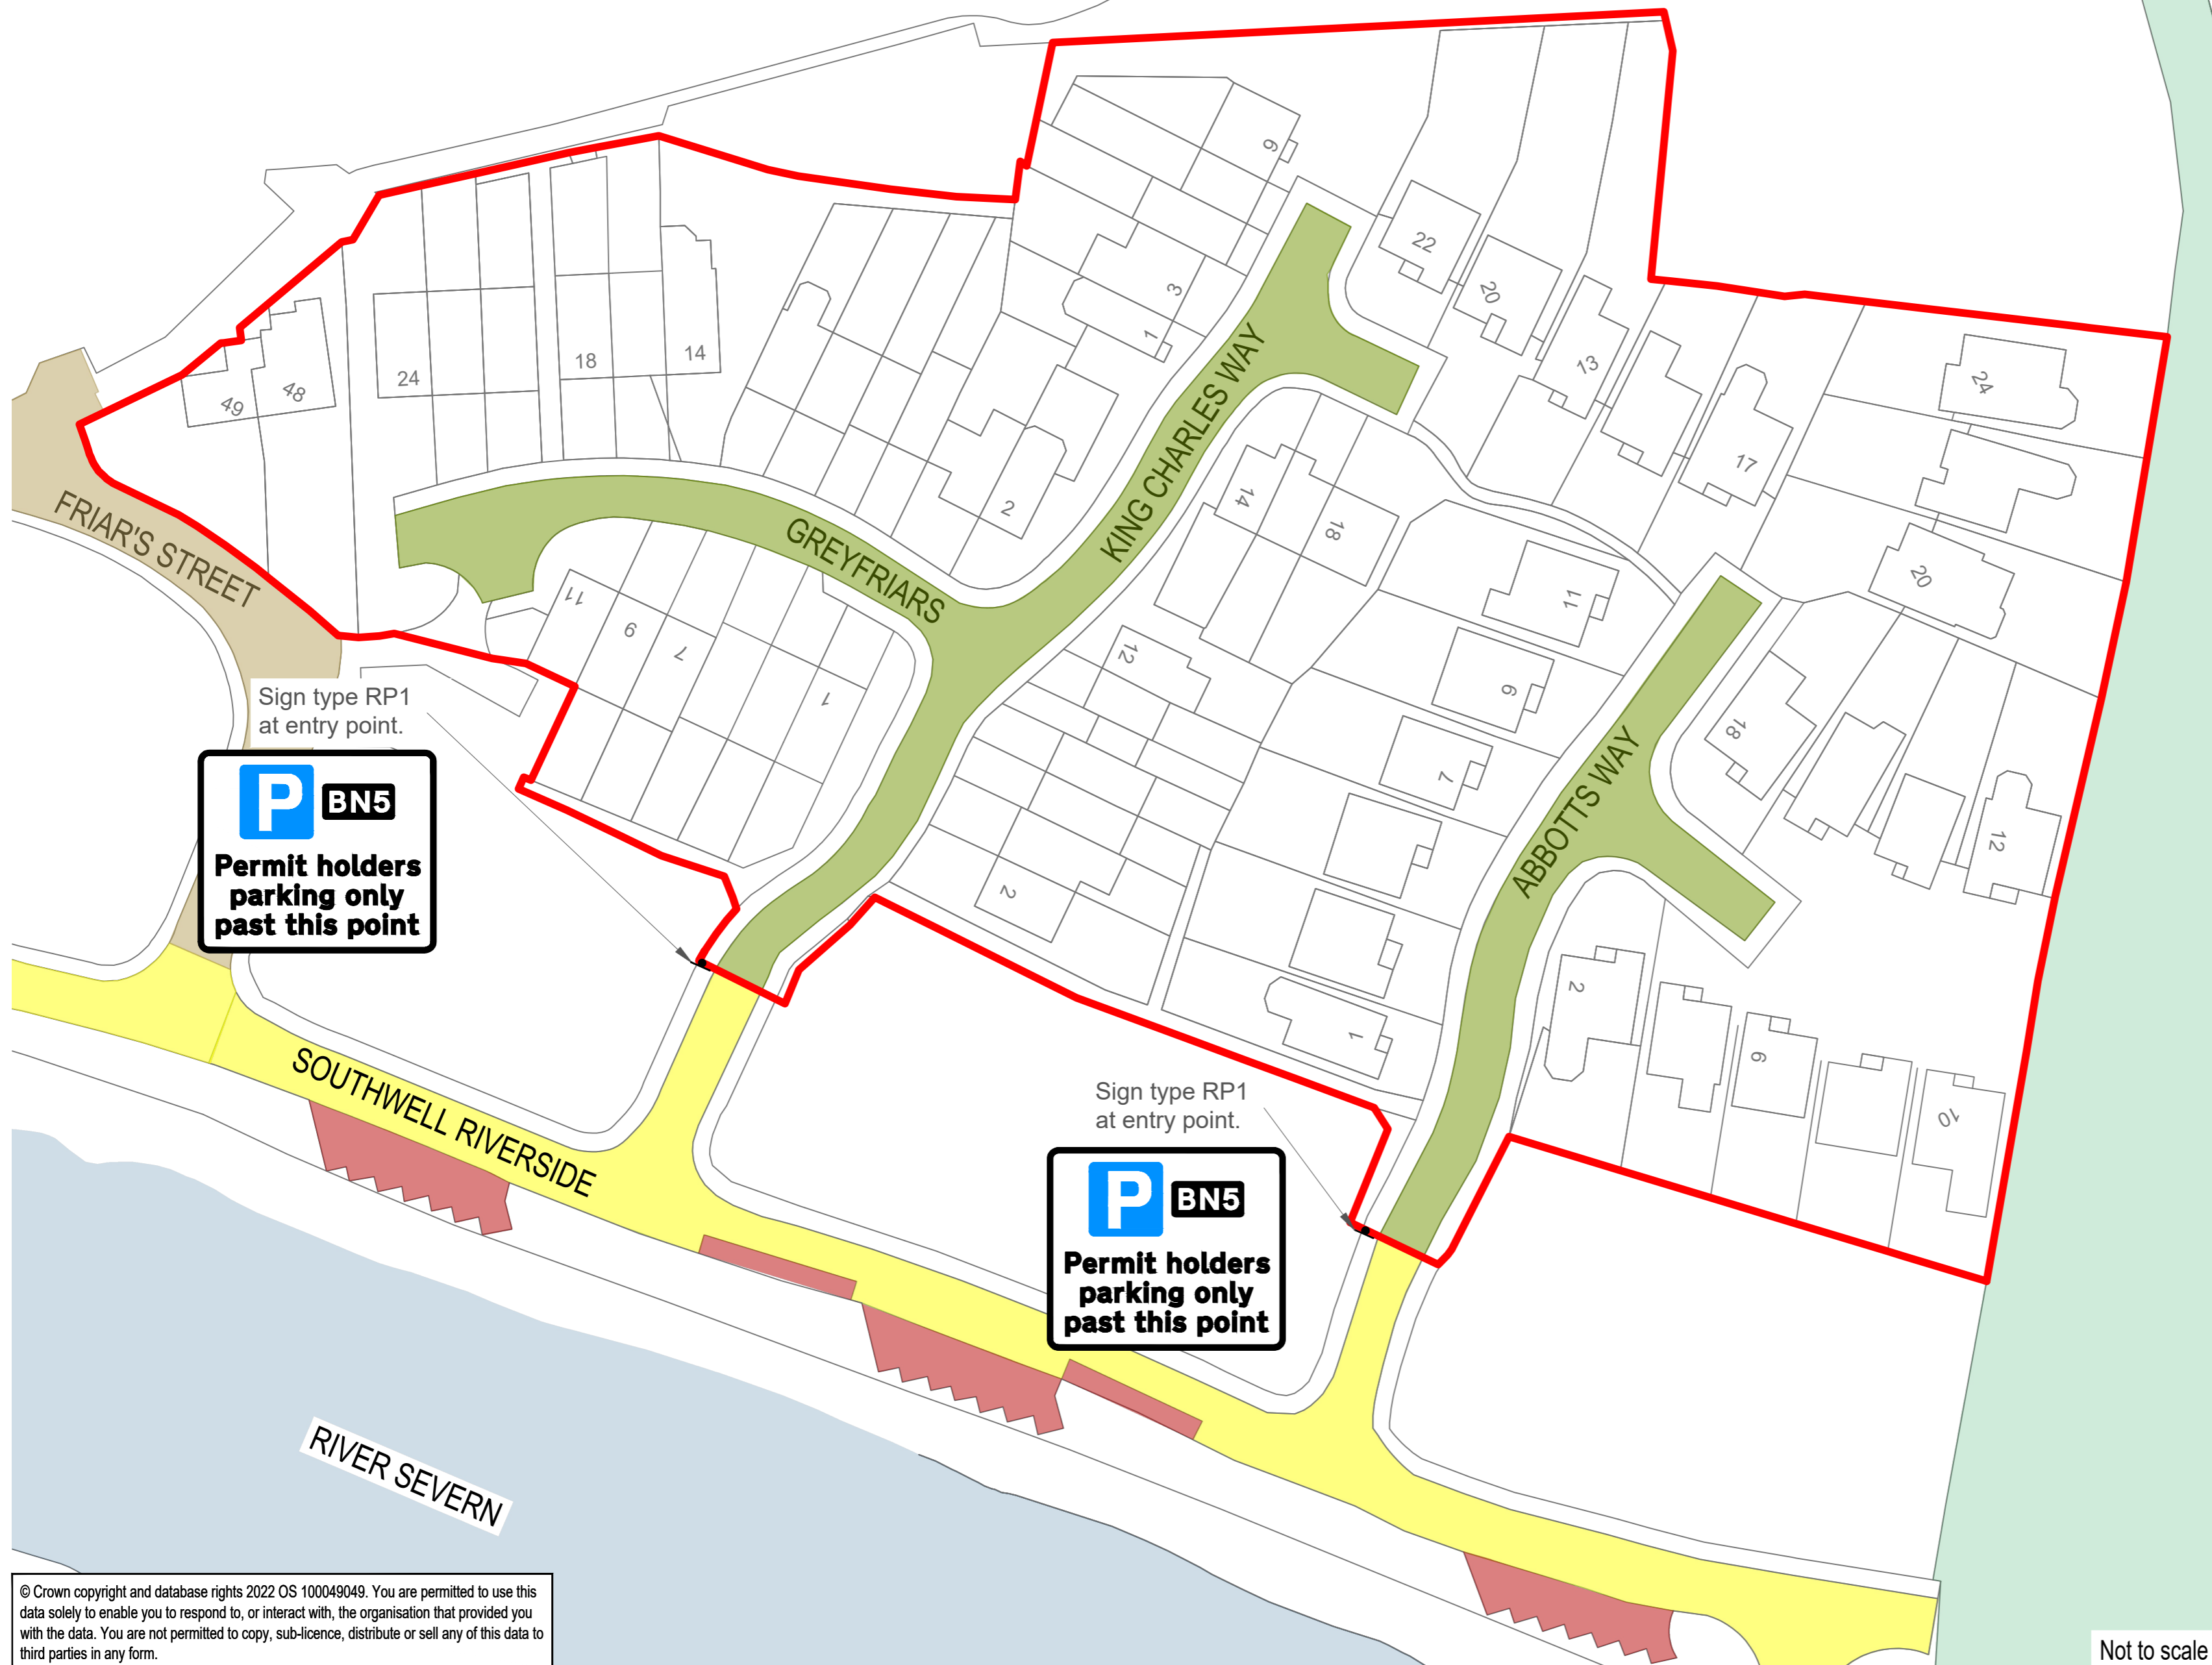 6
22
20
13
17
24
3
1
24
18
14
48
49
2
14
18
11
9
7
1
12
2
11
9
7
1
20
18
12
2
6
10
KING CHARLES WAY
GREYFRIARS
FRIAR'S STREET
ABBOTTS WAY
SOUTHWELL RIVERSIDE
RIVER SEVERN
Sign type RP1
at entry point.
P BN5
Permit holders
parking only
past this point
Sign type RP1
at entry point.
P BN5
Permit holders
parking only
past this point
© Crown copyright and database rights 2022 OS 100049049. You are permitted to use this
data solely to enable you to respond to, or interact with, the organisation that provided you
with the data. You are not permitted to copy, sub-licence, distribute or sell any of this data to
third parties in any form.
Not to scale